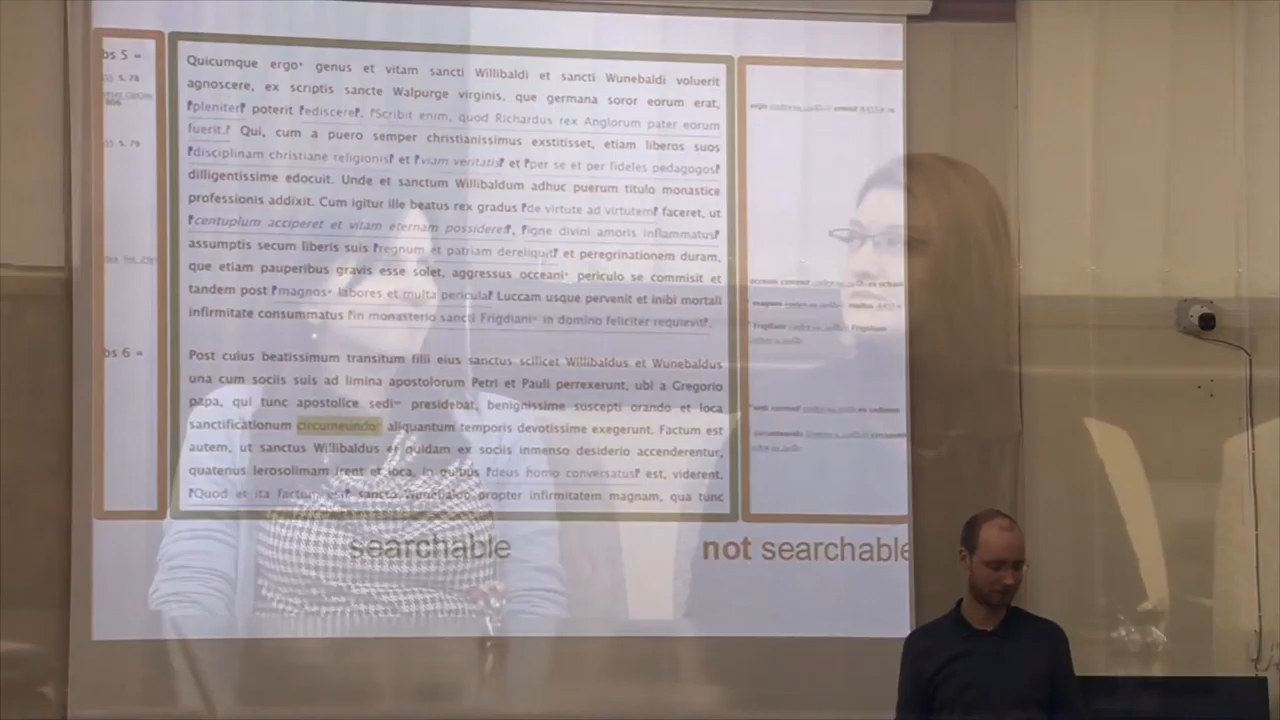 bs 5 =
Quicumque ergo⁺ genus et vitam sancti Willibaldi et sancti Wunebaldi voluerit
agnoscere, ex scriptis sancte Walpurge virginis, que germana soror eorum erat,
pleniter poterit ediscere. Scribit enim, quod Richardus rex Anglorum pater eorum
fuerit. Qui, cum a puero semper christianissimus exstitisset, etiam liberos suos
disciplinam christiane religionis et viam veritatis et per se et per fideles pedagogos
dilligentissime edocuit. Unde et sanctum Willibaldum adhuc puerum titulo monastice
professionis addixit. Cum igitur ille beatus rex gradus de virtute ad virtutem faceret, ut
centuplum acciperet et vitam eternam possidere, igne divini amoris inflammatus
assumptis secum liberis suis regnum et patriam dereliquit et peregrinationem duram,
que etiam pauperibus gravis esse solet, aggressus occeani⁺ periculo se commisit et
tandem post magnos⁺ labores et multa pericula Luccam usque pervenit et inibi mortali
infirmitate consummatus in monasterio sancti Frigdiani⁺ in domino feliciter requievit.
bs 6 =
Post cuius beatissimum transitum filii eius sanctus scilicet Willibaldus et Wunebaldus
una cum sociis suis ad limina apostolorum Petri et Pauli perrexerunt, ubi a Gregorio
papa, qui tunc apostolice sedi⁺⁺ presidebat, benignissime suscepti orando et loca
sanctificationum circumeundo⁺ aliquantum temporis devotissime exegerunt. Factum est
autem, ut sanctus Willibaldus et quidam ex sociis inmenso desiderio accenderentur,
quatenus Ierosolimam irent et loca, in quibus deus homo conversatus est, viderent.
Quod et ita factum est, sancto Wunebaldo propter infirmitatem magnam, qua tunc
searchable
not searchable